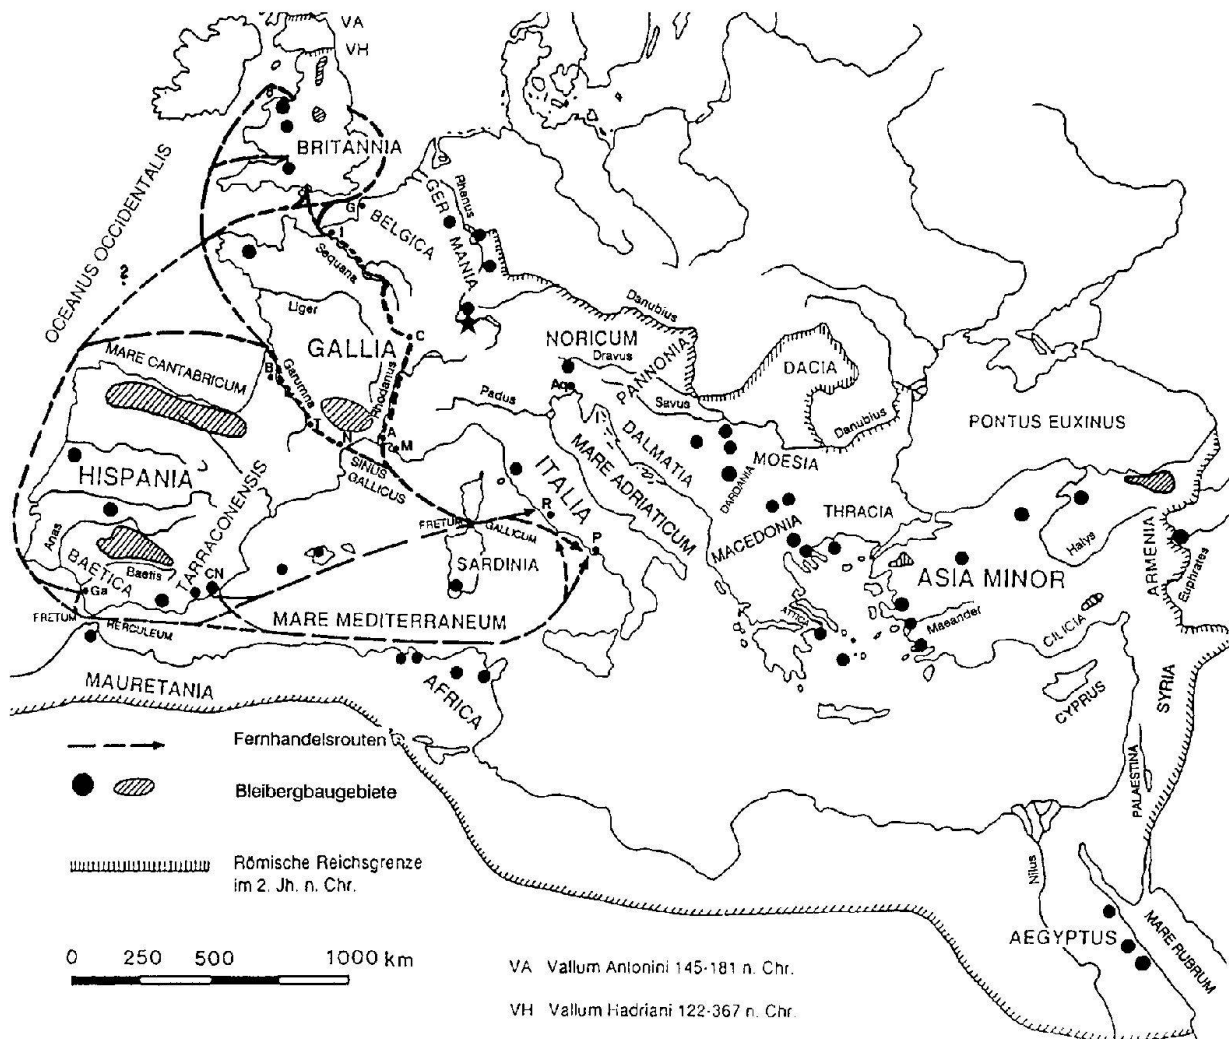 VA
VH
BRITANNIA
OCEANUS OCCIDENTALIS
?
G
BELGICA
GER
MANIA
Rhenus
Sequana
Liger
GALLIA
C
Rhodanus
MARE CANTABRICUM
B
Garumna
T
N
A
M
SINUS
GALLICUS
NORICUM
Danubius
Dravus
PANNONIA
DACIA
Aq
Savus
Padus
Danubius
PONTUS EUXINUS
DALMATIA
MARE ADRIATICUM
ITALIA
MOESIA
DARDANIA
HISPANIA
TARRACONENSIS
Anas
BAETICA
Baetis
CN
Ga
FRETUM
HERCULEUM
FRETUM
GALLICUM
R
P
SARDINIA
MARE MEDITERRANEUM
THRACIA
MACEDONIA
ATTICA
ASIA MINOR
Halys
ARMENIA
Euphrates
Maeander
CILICIA
CYPRUS
SYRIA
PALAESTINA
MAURETANIA
AFRICA
Nilus
AEGYPTUS
MARE RUBRUM
Fernhandelsrouten
Bleibergbaugebiete
Römische Reichsgrenze
im 2. Jh. n. Chr.
0 250 500 1000 km
VA Vallum Antonini 145-181 n. Chr.
VH Vallum Hadriani 122-367 n. Chr.